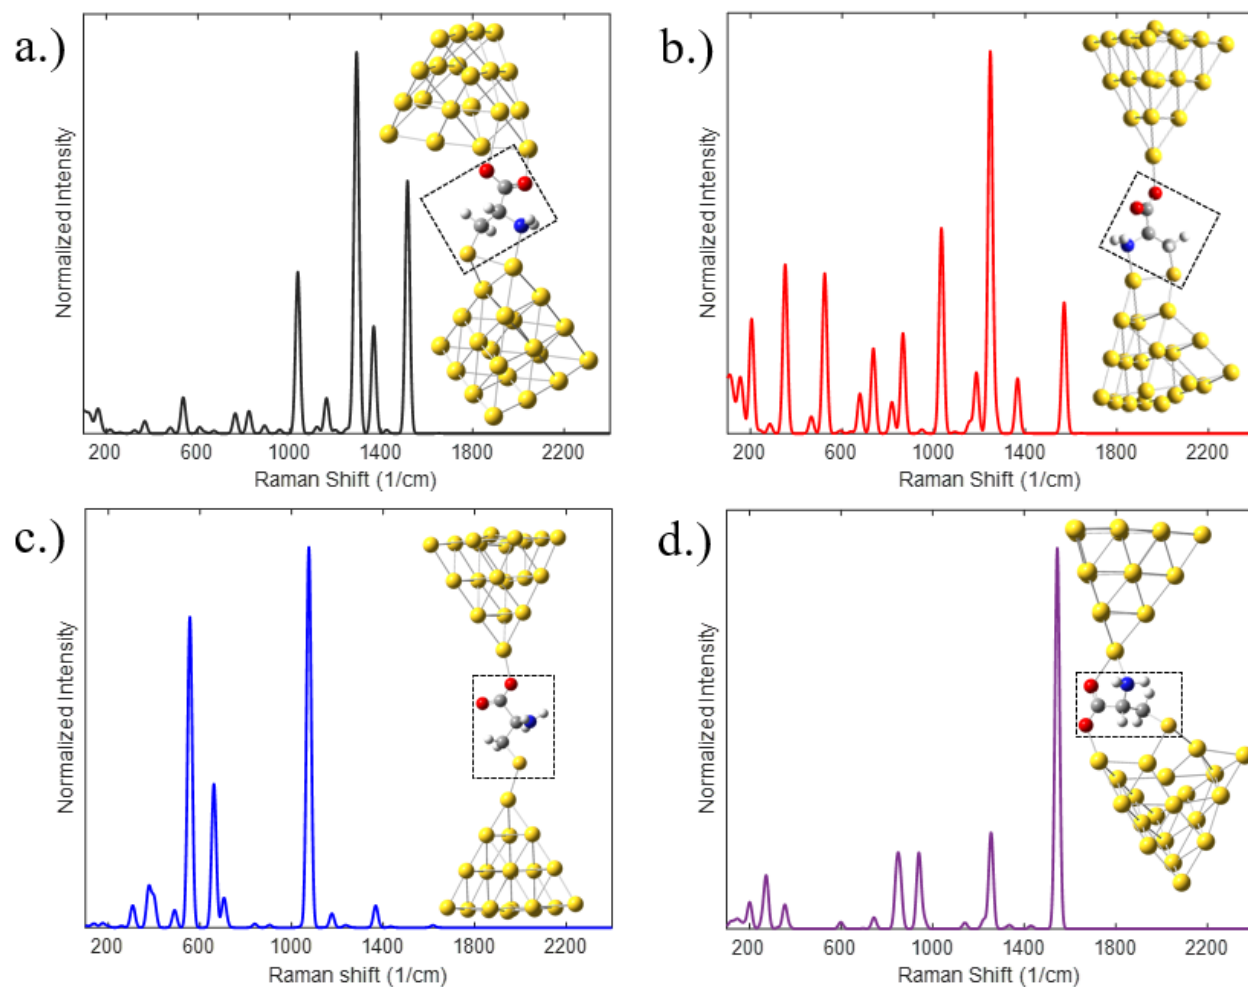 a.)
Normalized Intensity
200 600 1000 1400 1800 2200
Raman Shift (1/cm)
b.)
Normalized Intensity
200 600 1000 1400 1800 2200
Raman Shift (1/cm)
c.)
Normalized Intensity
200 600 1000 1400 1800 2200
Raman shift (1/cm)
d.)
Normalized Intensity
200 600 1000 1400 1800 2200
Raman Shift (1/cm)